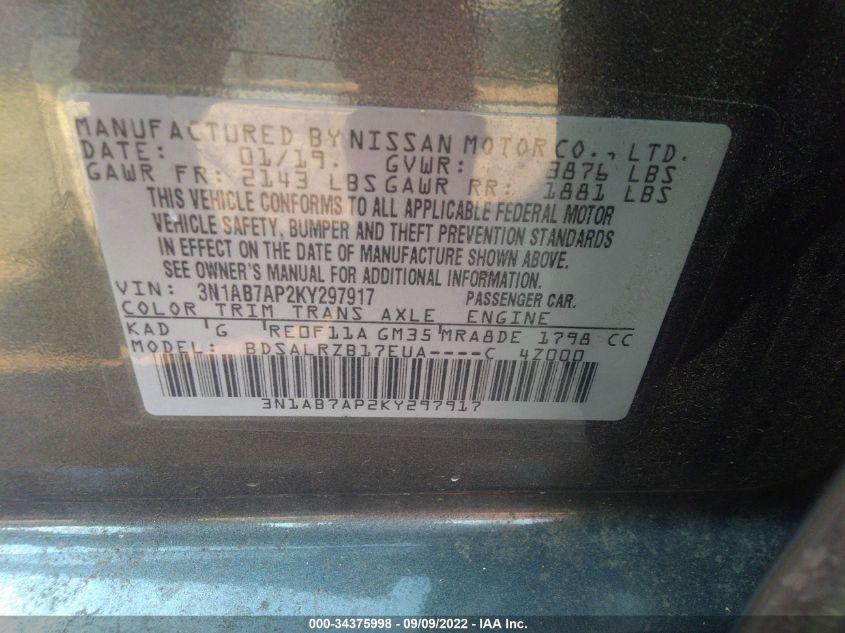 MANUFACTURED BY NISSAN MOTOR CO., LTD.
DATE: 01/19. GVWR: 3876 LBS
GAWR FR: 2143 LBS GAWR RR: 1881 LBS
THIS VEHICLE CONFORMS TO ALL APPLICABLE FEDERAL MOTOR
VEHICLE SAFETY, BUMPER AND THEFT PREVENTION STANDARDS
IN EFFECT ON THE DATE OF MANUFACTURE SHOWN ABOVE.
SEE OWNER'S MANUAL FOR ADDITIONAL INFORMATION.
VIN: 3N1AB7AP2KY297917 PASSENGER CAR.
COLOR TRIM TRANS AXLE ENGINE
KAD G RE0F11A GM35 MRA8DE 1798 CC
MODEL: BDSALRZB17EUA----C 4Z000
3N1AB7AP2KY297917
000-34375998 - 09/09/2022 - IAA Inc.